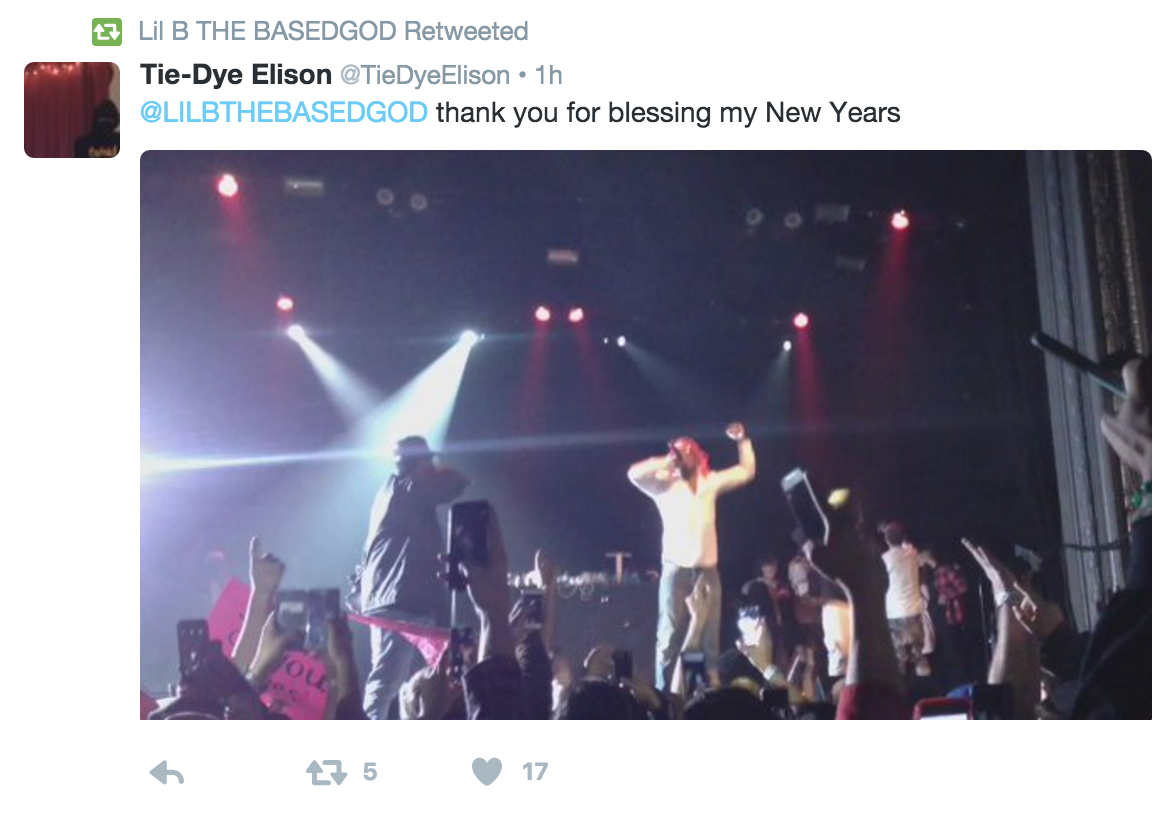 Lil B THE BASEDGOD Retweeted
Tie-Dye Elison @TieDyeElison • 1h
@LILBTHEBASEDGOD thank you for blessing my New Years
5 17